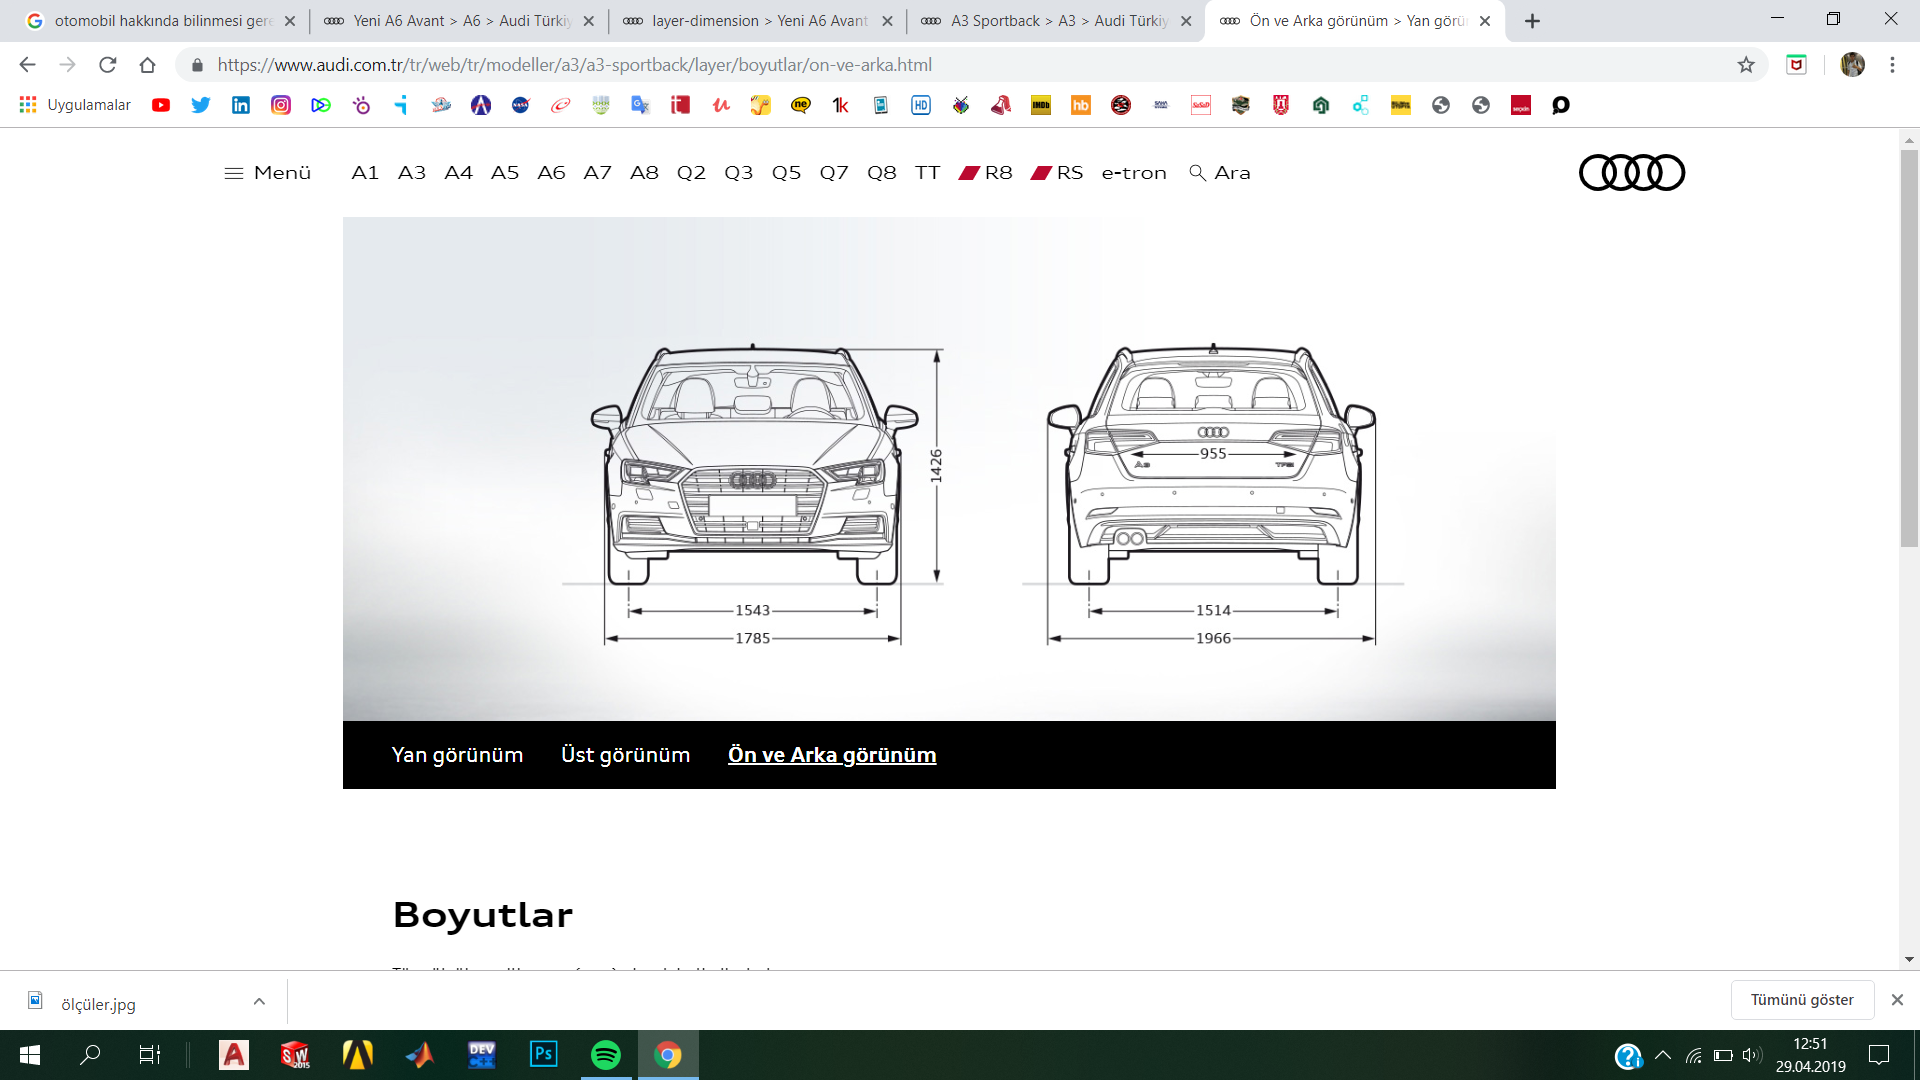 otomobil hakkında bilinmesi gere
Yeni A6 Avant > A6 > Audi Türkiy
layer-dimension > Yeni A6 Avant
A3 Sportback > A3 > Audi Türkiy
Ön ve Arka görünüm > Yan görü
https://www.audi.com.tr/tr/web/tr/modeller/a3/a3-sportback/layer/boyutlar/on-ve-arka.html
Uygulamalar
Menü A1 A3 A4 A5 A6 A7 A8 Q2 Q3 Q5 Q7 Q8 TT R8 RS e-tron Ara
1426
955
A3 TFSI
1543
1785
1514
1966
Yan görünüm Üst görünüm Ön ve Arka görünüm
Boyutlar
ölçüler.jpg
Tümünü göster
12:51
29.04.2019